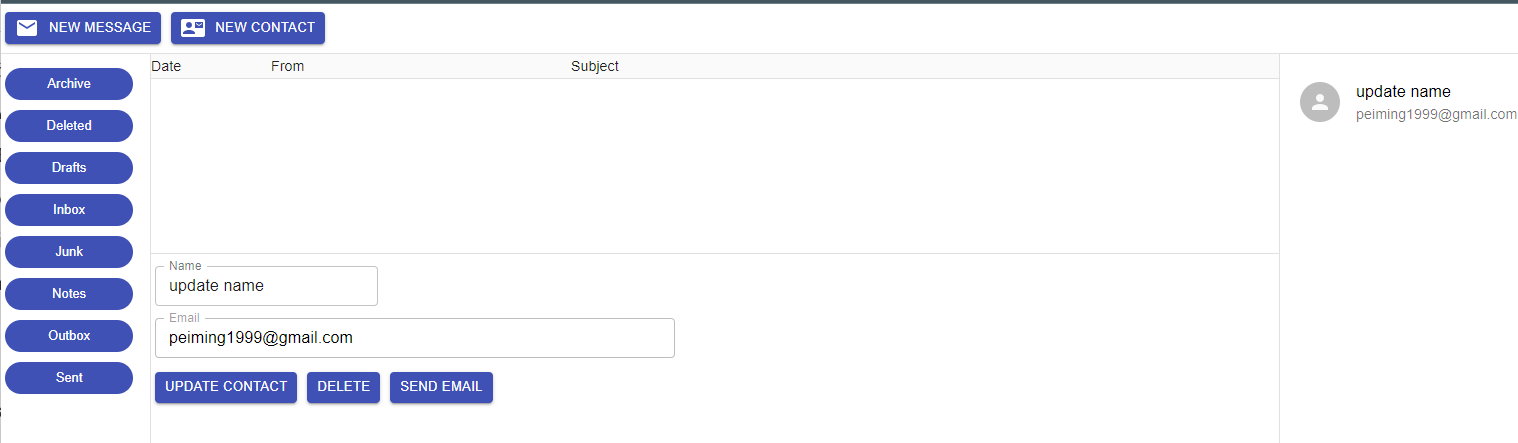 NEW MESSAGE NEW CONTACT
Date From Subject
Archive
Deleted
Drafts
Inbox
Junk
Notes
Outbox
Sent
Name
update name
Email
peiming1999@gmail.com
UPDATE CONTACT DELETE SEND EMAIL
update name
peiming1999@gmail.com